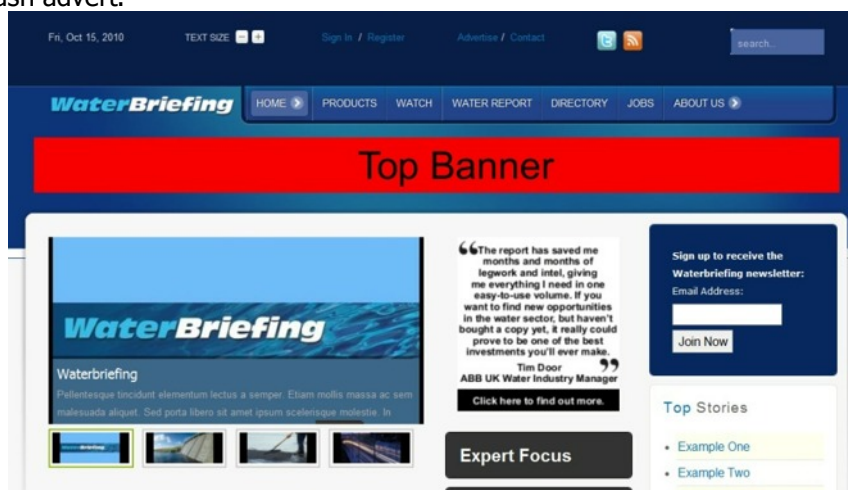 Fri, Oct 15, 2010 TEXT SIZE - + Sign In / Register Advertise / Contact search...
WaterBriefing HOME PRODUCTS WATCH WATER REPORT DIRECTORY JOBS ABOUT US
Top Banner
WaterBriefing
Waterbriefing
Pellentesque tincidunt elementum lectus a semper. Etiam mollis massa ac sem
malesuada aliquet. Sed porta libero sit amet ipsum scelerisque molestie. In
“The report has saved me
months and months of
legwork and intel, giving
me everything I need in one
easy-to-use volume. If you
want to find new opportunities
in the water sector, but haven't
bought a copy yet, it really could
prove to be one of the best
investments you'll ever make.
Tim Door ”
ABB UK Water Industry Manager
Click here to find out more.
Expert Focus
Sign up to receive the
Waterbriefing newsletter:
Email Address:
Join Now
Top Stories
Example One
Example Two